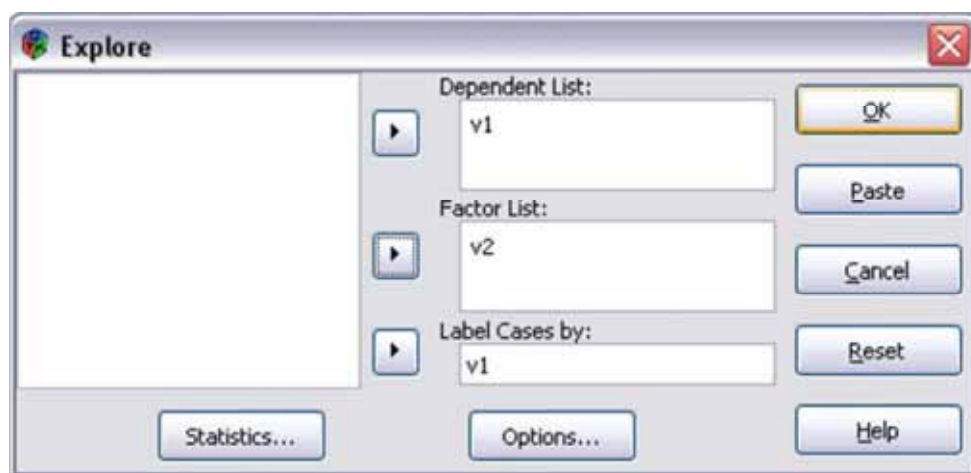 Explore
Dependent List:
v1
Factor List:
v2
Label Cases by:
v1
OK
Paste
Cancel
Reset
Help
Statistics...
Options...